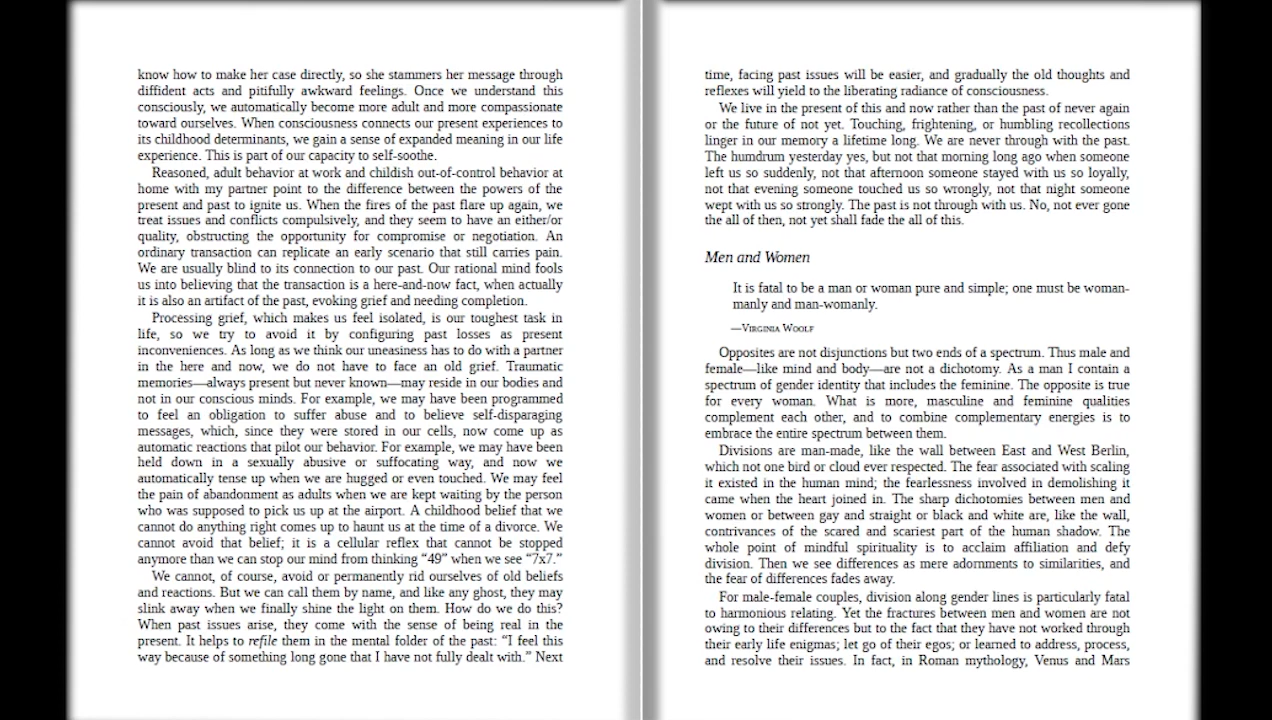 know how to make her case directly, so she stammers her message through
diffident acts and pitifully awkward feelings. Once we understand this
consciously, we automatically become more adult and more compassionate
toward ourselves. When consciousness connects our present experiences to
its childhood determinants, we gain a sense of expanded meaning in our life
experience. This is part of our capacity to self-soothe.
Reasoned, adult behavior at work and childish out-of-control behavior at
home with my partner point to the difference between the powers of the
present and past to ignite us. When the fires of the past flare up again, we
treat issues and conflicts compulsively, and they seem to have an either/or
quality, obstructing the opportunity for compromise or negotiation. An
ordinary transaction can replicate an early scenario that still carries pain.
We are usually blind to its connection to our past. Our rational mind fools
us into believing that the transaction is a here-and-now fact, when actually
it is also an artifact of the past, evoking grief and needing completion.
Processing grief, which makes us feel isolated, is our toughest task in
life, so we try to avoid it by configuring past losses as present
inconveniences. As long as we think our uneasiness has to do with a partner
in the here and now, we do not have to face an old grief. Traumatic
memories—always present but never known—may reside in our bodies and
not in our conscious minds. For example, we may have been programmed
to feel an obligation to suffer abuse and to believe self-disparaging
messages, which, since they were stored in our cells, now come up as
automatic reactions that pilot our behavior. For example, we may have been
held down in a sexually abusive or suffocating way, and now we
automatically tense up when we are hugged or even touched. We may feel
the pain of abandonment as adults when we are kept waiting by the person
who was supposed to pick us up at the airport. A childhood belief that we
cannot do anything right comes up to haunt us at the time of a divorce. We
cannot avoid that belief; it is a cellular reflex that cannot be stopped
anymore than we can stop our mind from thinking “49” when we see “7x7.”
We cannot, of course, avoid or permanently rid ourselves of old beliefs
and reactions. But we can call them by name, and like any ghost, they may
slink away when we finally shine the light on them. How do we do this?
When past issues arise, they come with the sense of being real in the
present. It helps to refile them in the mental folder of the past: “I feel this
way because of something long gone that I have not fully dealt with.” Next
time, facing past issues will be easier, and gradually the old thoughts and
reflexes will yield to the liberating radiance of consciousness.
We live in the present of this and now rather than the past of never again
or the future of not yet. Touching, frightening, or humbling recollections
linger in our memory a lifetime long. We are never through with the past.
The humdrum yesterday yes, but not that morning long ago when someone
left us so suddenly, not that afternoon someone stayed with us so loyally,
not that evening someone touched us so wrongly, not that night someone
wept with us so strongly. The past is not through with us. No, not ever gone
the all of then, not yet shall fade the all of this.
Men and Women
It is fatal to be a man or woman pure and simple; one must be woman-
manly and man-womanly.
—VIRGINIA WOOLF
Opposites are not disjunctions but two ends of a spectrum. Thus male and
female—like mind and body—are not a dichotomy. As a man I contain a
spectrum of gender identity that includes the feminine. The opposite is true
for every woman. What is more, masculine and feminine qualities
complement each other, and to combine complementary energies is to
embrace the entire spectrum between them.
Divisions are man-made, like the wall between East and West Berlin,
which not one bird or cloud ever respected. The fear associated with scaling
it existed in the human mind; the fearlessness involved in demolishing it
came when the heart joined in. The sharp dichotomies between men and
women or between gay and straight or black and white are, like the wall,
contrivances of the scared and scariest part of the human shadow. The
whole point of mindful spirituality is to acclaim affiliation and defy
division. Then we see differences as mere adornments to similarities, and
the fear of differences fades away.
For male-female couples, division along gender lines is particularly fatal
to harmonious relating. Yet the fractures between men and women are not
owing to their differences but to the fact that they have not worked through
their early life enigmas; let go of their egos; or learned to address, process,
and resolve their issues. In fact, in Roman mythology, Venus and Mars